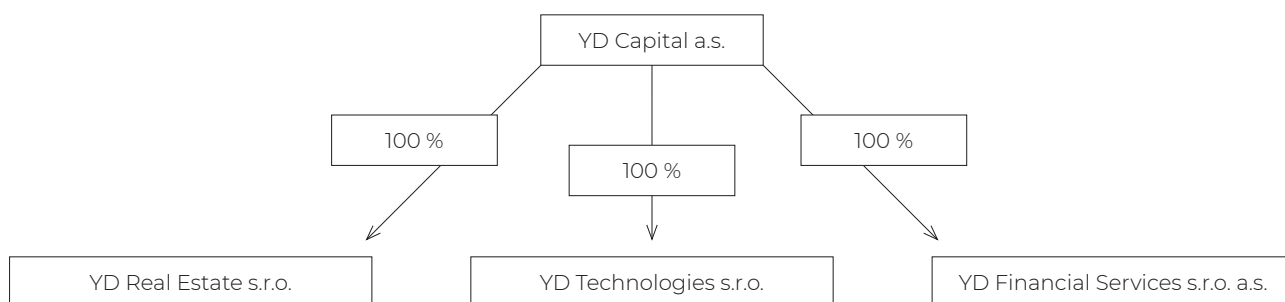 YD Capital a.s.
100 %
100 %
100 %
YD Real Estate s.r.o.
YD Technologies s.r.o.
YD Financial Services s.r.o. a.s.